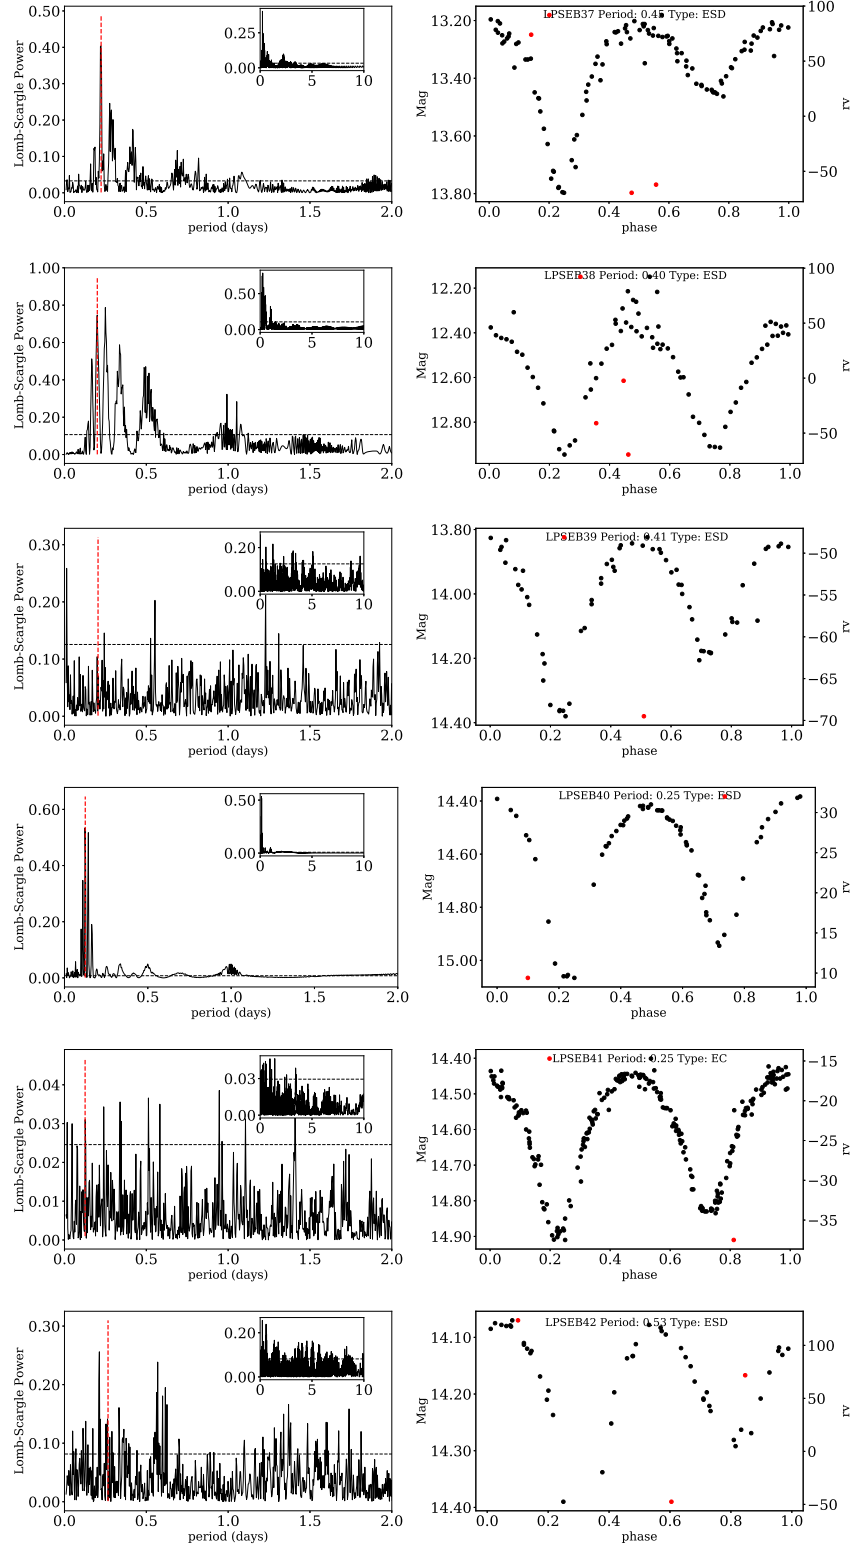 LPSEB37 Period: 0.45 Type: ESD
Lomb-Scargle Power
0.50
0.40
0.30
0.20
0.10
0.00
0.0 0.5 1.0 1.5 2.0
period (days)
0.25
0.00
0 5 10
Mag
13.20
13.40
13.60
13.80
0.0 0.2 0.4 0.6 0.8 1.0
phase
100
50
0
−50
rv
LPSEB38 Period: 0.40 Type: ESD
Lomb-Scargle Power
1.00
0.80
0.60
0.40
0.20
0.00
0.0 0.5 1.0 1.5 2.0
period (days)
0.50
0.00
0 5 10
Mag
12.20
12.40
12.60
12.80
0.0 0.2 0.4 0.6 0.8 1.0
phase
100
50
0
−50
rv
LPSEB39 Period: 0.41 Type: ESD
Lomb-Scargle Power
0.30
0.20
0.10
0.00
0.0 0.5 1.0 1.5 2.0
period (days)
0.20
0.00
0 5 10
Mag
13.80
14.00
14.20
14.40
0.0 0.2 0.4 0.6 0.8 1.0
phase
−50
−55
−60
−65
−70
rv
LPSEB40 Period: 0.25 Type: ESD
Lomb-Scargle Power
0.60
0.40
0.20
0.00
0.0 0.5 1.0 1.5 2.0
period (days)
0.50
0.00
0 5 10
Mag
14.40
14.60
14.80
15.00
0.0 0.2 0.4 0.6 0.8 1.0
phase
30
25
20
15
10
rv
LPSEB41 Period: 0.25 Type: EC
Lomb-Scargle Power
0.04
0.03
0.02
0.01
0.00
0.0 0.5 1.0 1.5 2.0
period (days)
0.03
0.00
0 5 10
Mag
14.40
14.50
14.60
14.70
14.80
14.90
0.0 0.2 0.4 0.6 0.8 1.0
phase
−15
−20
−25
−30
−35
rv
LPSEB42 Period: 0.53 Type: ESD
Lomb-Scargle Power
0.30
0.20
0.10
0.00
0.0 0.5 1.0 1.5 2.0
period (days)
0.20
0.00
0 5 10
Mag
14.10
14.20
14.30
14.40
0.0 0.2 0.4 0.6 0.8 1.0
phase
100
50
0
−50
rv